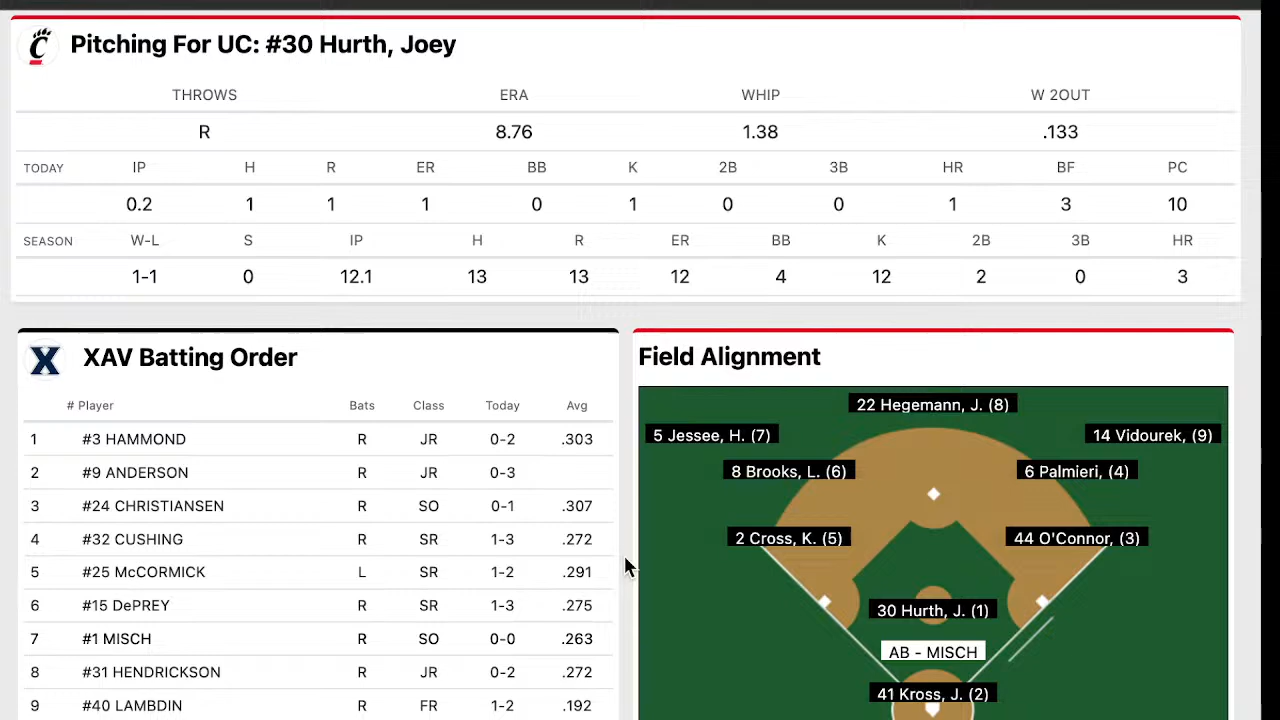 Pitching For UC: #30 Hurth, Joey
THROWS ERA WHIP W 2OUT
R 8.76 1.38 .133
TODAY IP H R ER BB K 2B 3B HR BF PC
0.2 1 1 1 0 1 0 0 1 3 10
SEASON W-L S IP H R ER BB K 2B 3B HR
1-1 0 12.1 13 13 12 4 12 2 0 3
XAV Batting Order
# Player Bats Class Today Avg
1 #3 HAMMOND R JR 0-2 .303
2 #9 ANDERSON R JR 0-3
3 #24 CHRISTIANSEN R SO 0-1 .307
4 #32 CUSHING R SR 1-3 .272
5 #25 McCORMICK L SR 1-2 .291
6 #15 DePREY R SR 1-3 .275
7 #1 MISCH R SO 0-0 .263
8 #31 HENDRICKSON R JR 0-2 .272
9 #40 LAMBDIN R FR 1-2 .192
Field Alignment
22 Hegemann, J. (8)
5 Jessee, H. (7) 14 Vidourek, (9)
8 Brooks, L. (6) 6 Palmieri, (4)
2 Cross, K. (5) 44 O'Connor, (3)
30 Hurth, J. (1)
AB - MISCH
41 Kross, J. (2)